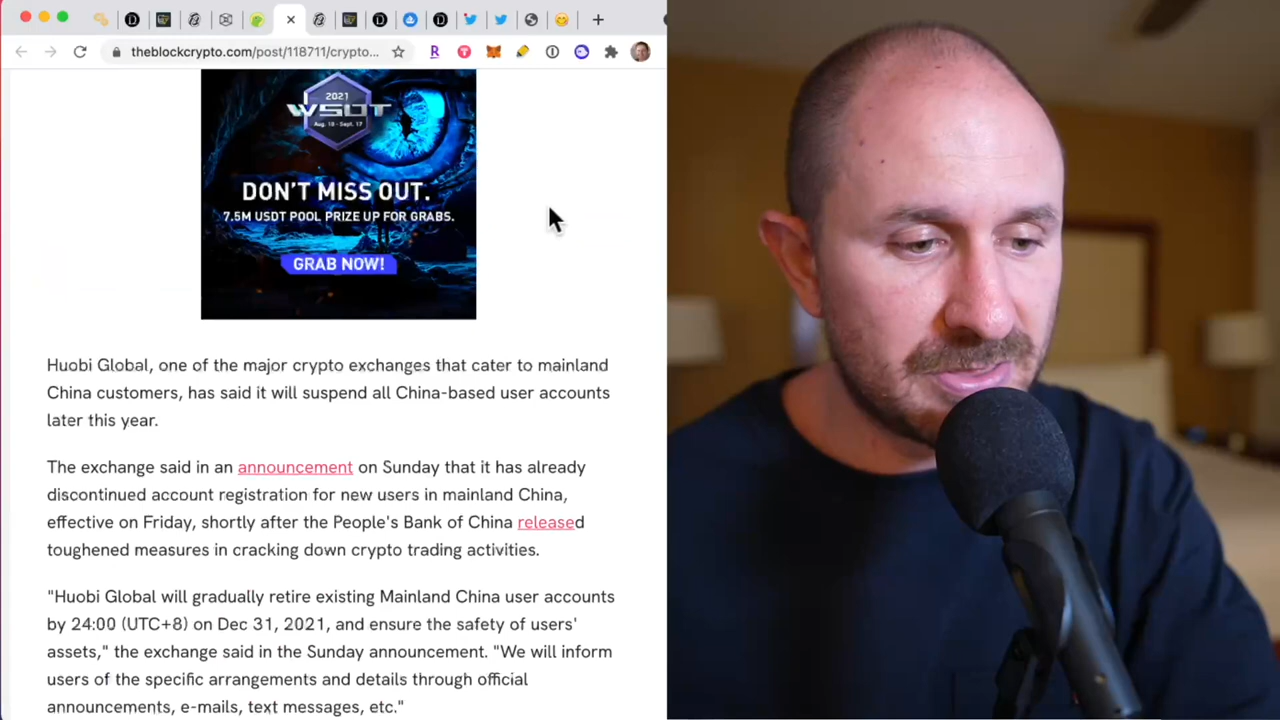 theblockcrypto.com/post/118711/crypto...
2021
WSOT
Aug. 18 - Sept. 17
DON'T MISS OUT.
7.5M USDT POOL PRIZE UP FOR GRABS.
GRAB NOW!
Huobi Global, one of the major crypto exchanges that cater to mainland
China customers, has said it will suspend all China-based user accounts
later this year.
The exchange said in an announcement on Sunday that it has already
discontinued account registration for new users in mainland China,
effective on Friday, shortly after the People's Bank of China released
toughened measures in cracking down crypto trading activities.
"Huobi Global will gradually retire existing Mainland China user accounts
by 24:00 (UTC+8) on Dec 31, 2021, and ensure the safety of users'
assets," the exchange said in the Sunday announcement. "We will inform
users of the specific arrangements and details through official
announcements, e-mails, text messages, etc."